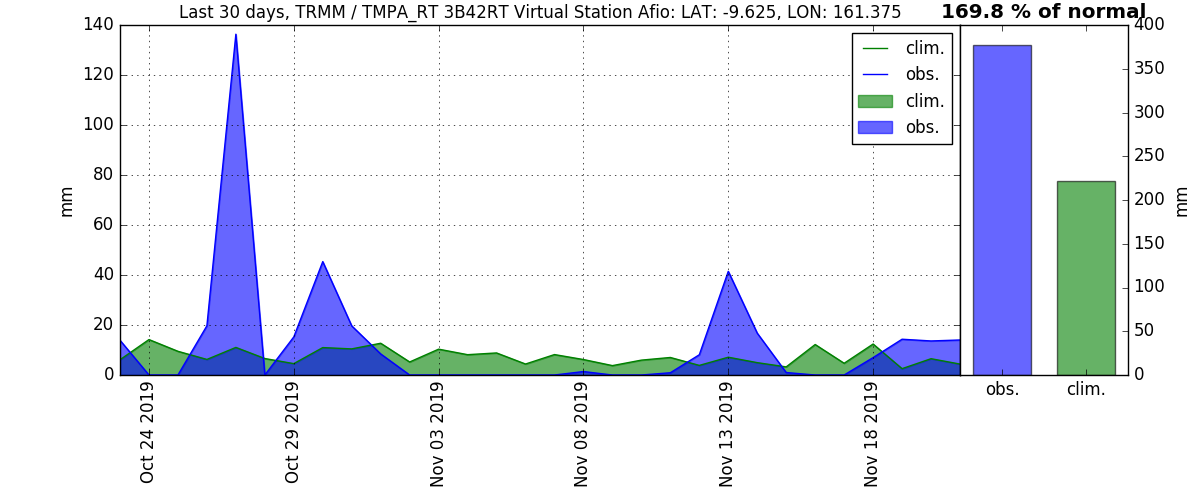 Last 30 days, TRMM / TMPA_RT 3B42RT Virtual Station Afio: LAT: -9.625, LON: 161.375
169.8 % of normal
140
120
100
80
60
40
20
0
mm
clim.
obs.
clim.
obs.
Oct 24 2019
Oct 29 2019
Nov 03 2019
Nov 08 2019
Nov 13 2019
Nov 18 2019
400
350
300
250
200
150
100
50
0
mm
obs.
clim.